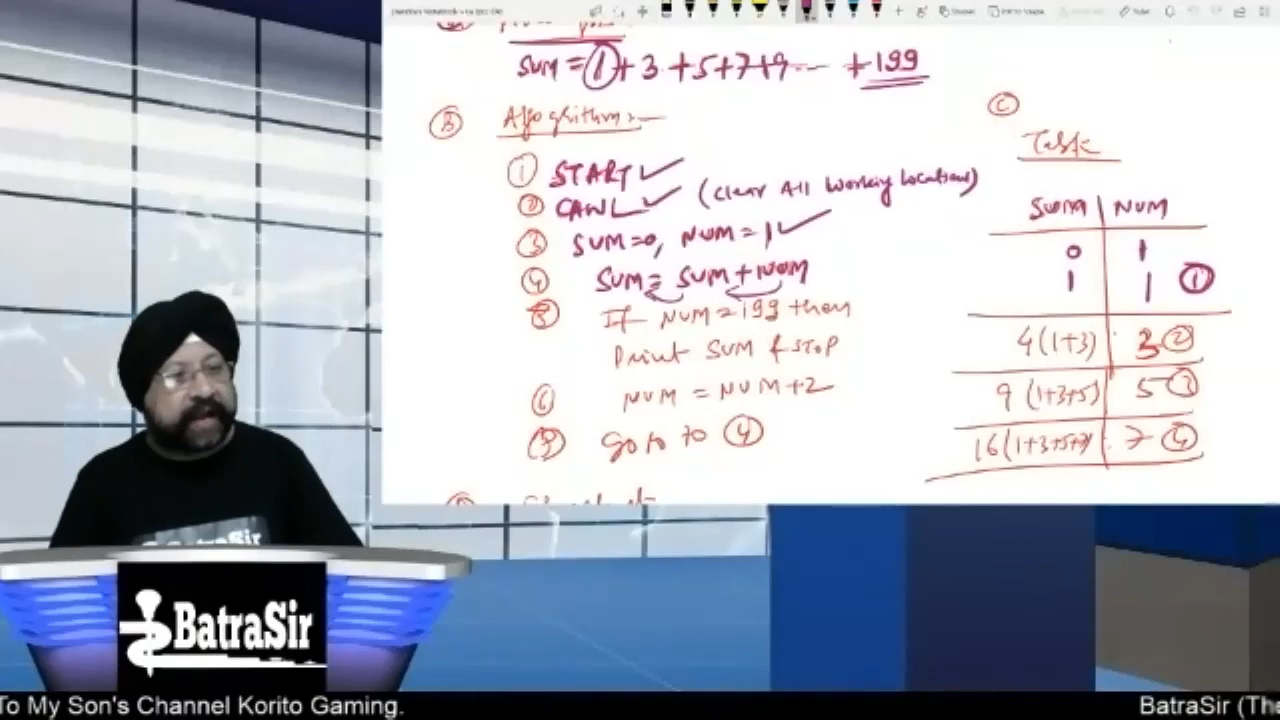 SUM = 1 + 3 + 5 + 7 + 9 --- + 199
B Algorithm :-
1 START ✓
2 CAWL ✓ (Clear All Working Locations)
3 SUM=0, NUM=1 ✓
4 SUM = SUM + NUM
5 If NUM=199 then
Print SUM & STOP
6 NUM = NUM+2
7 Go to 4
C
Table
SUM | NUM
0 1
1 1 1
4 (1+3) 3 2
9 (1+3+5) 5 3
16 (1+3+5+7) 7 4
BatraSir
BatraSir
To My Son's Channel Korito Gaming.
BatraSir (The